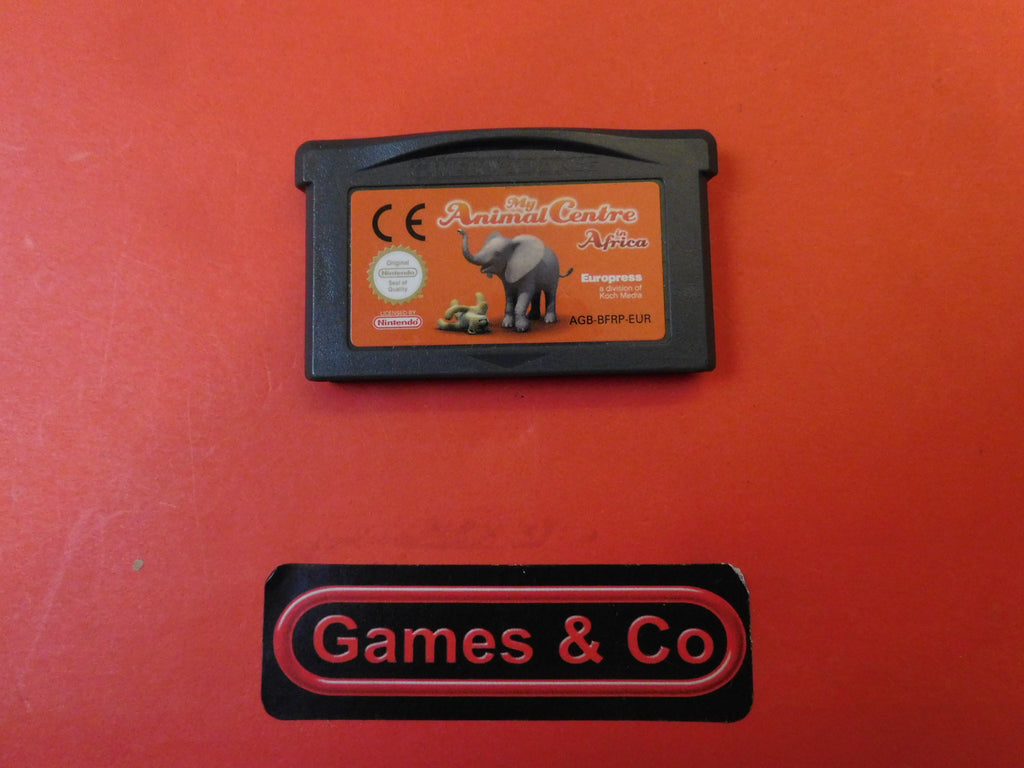 CE
My
Animal Centre
in
Africa
Original
Nintendo
Seal of
Quality
Europress
a division of
Koch Media
LICENSED BY
Nintendo
AGB-BFRP-EUR
Games & Co